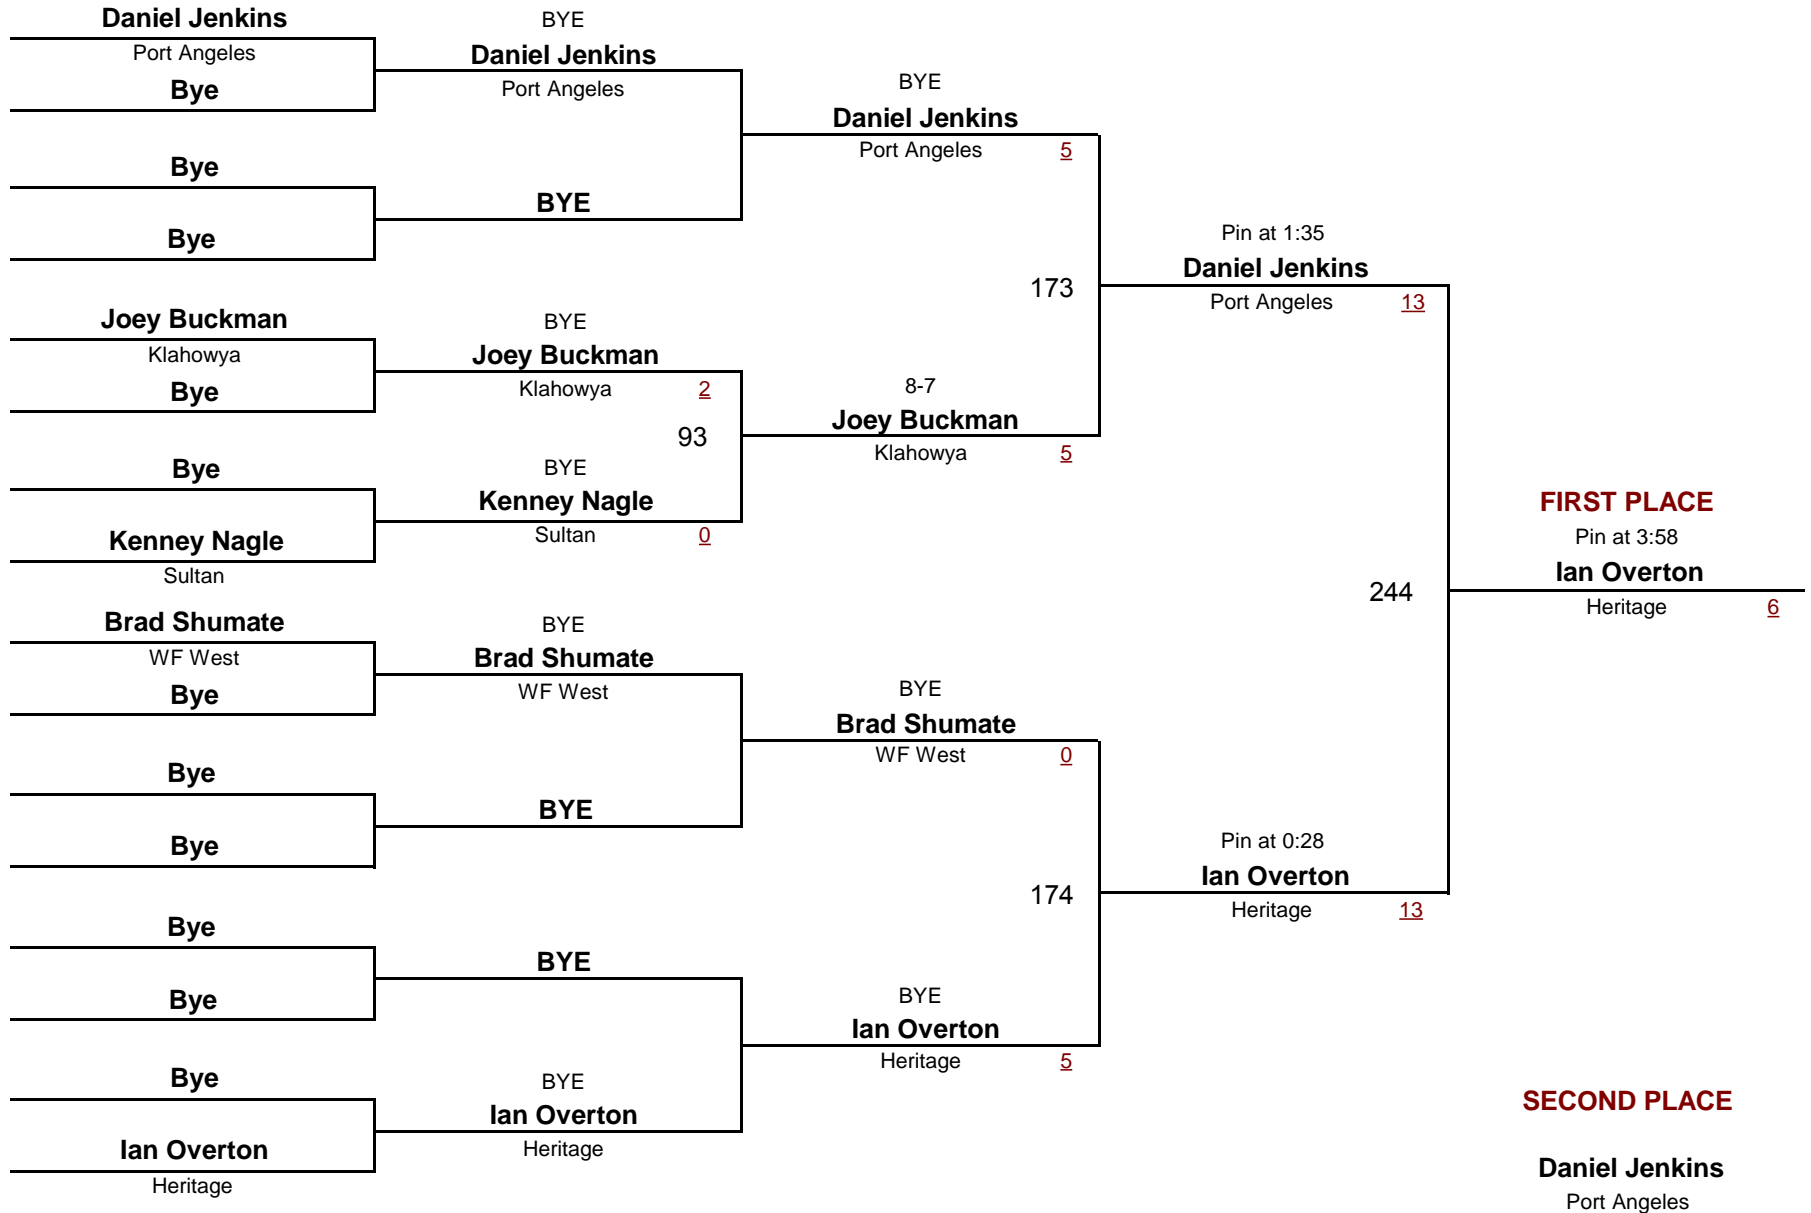 Daniel Jenkins
Port Angeles
Bye
Bye
Bye
Joey Buckman
Klahowya
Bye
Bye
Kenney Nagle
Sultan
Brad Shumate
WF West
Bye
Bye
Bye
Bye
Bye
Bye
Ian Overton
Heritage
BYE
Daniel Jenkins
Port Angeles
BYE
BYE
Joey Buckman
Klahowya 2
93
BYE
Kenney Nagle
Sultan 0
BYE
Brad Shumate
WF West
BYE
BYE
BYE
Ian Overton
Heritage
BYE
Daniel Jenkins
Port Angeles 5
173
8-7
Joey Buckman
Klahowya 5
BYE
Brad Shumate
WF West 0
174
BYE
Ian Overton
Heritage 5
Pin at 1:35
Daniel Jenkins
Port Angeles 13
244
Pin at 0:28
Ian Overton
Heritage 13
FIRST PLACE
Pin at 3:58
Ian Overton
Heritage 6
SECOND PLACE
Daniel Jenkins
Port Angeles